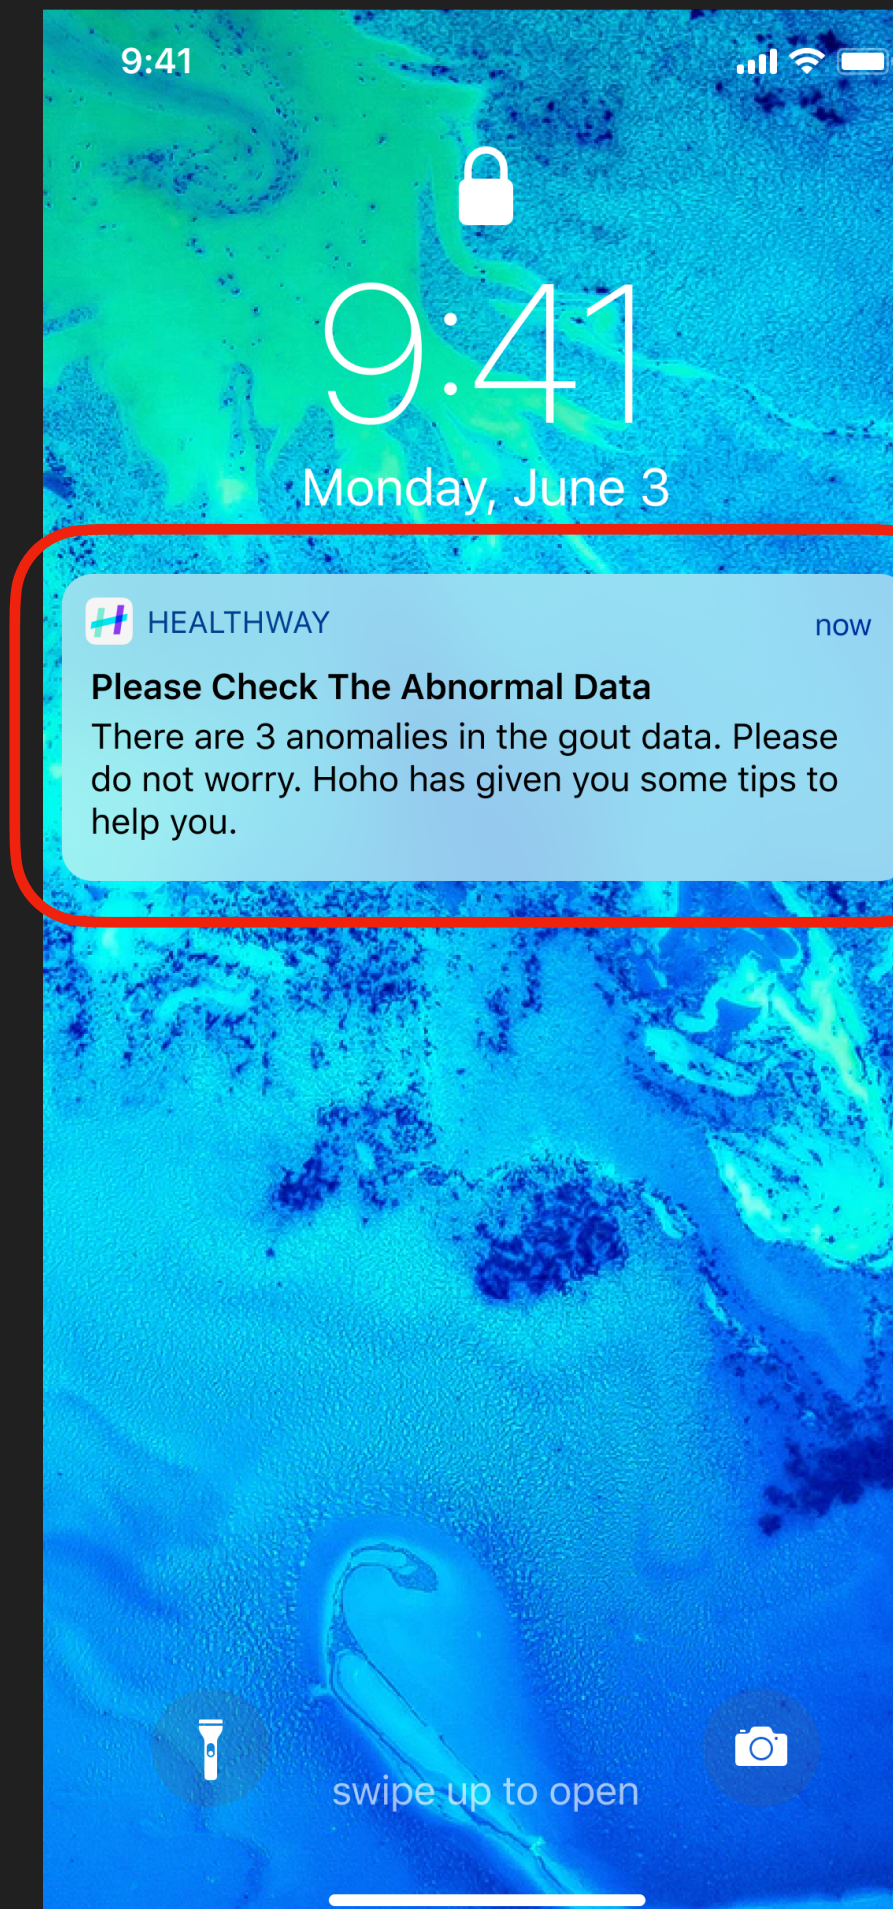 9:41
9:41
Monday, June 3
HEALTHWAY
now
Please Check The Abnormal Data
There are 3 anomalies in the gout data. Please
do not worry. Hoho has given you some tips to
help you.
swipe up to open